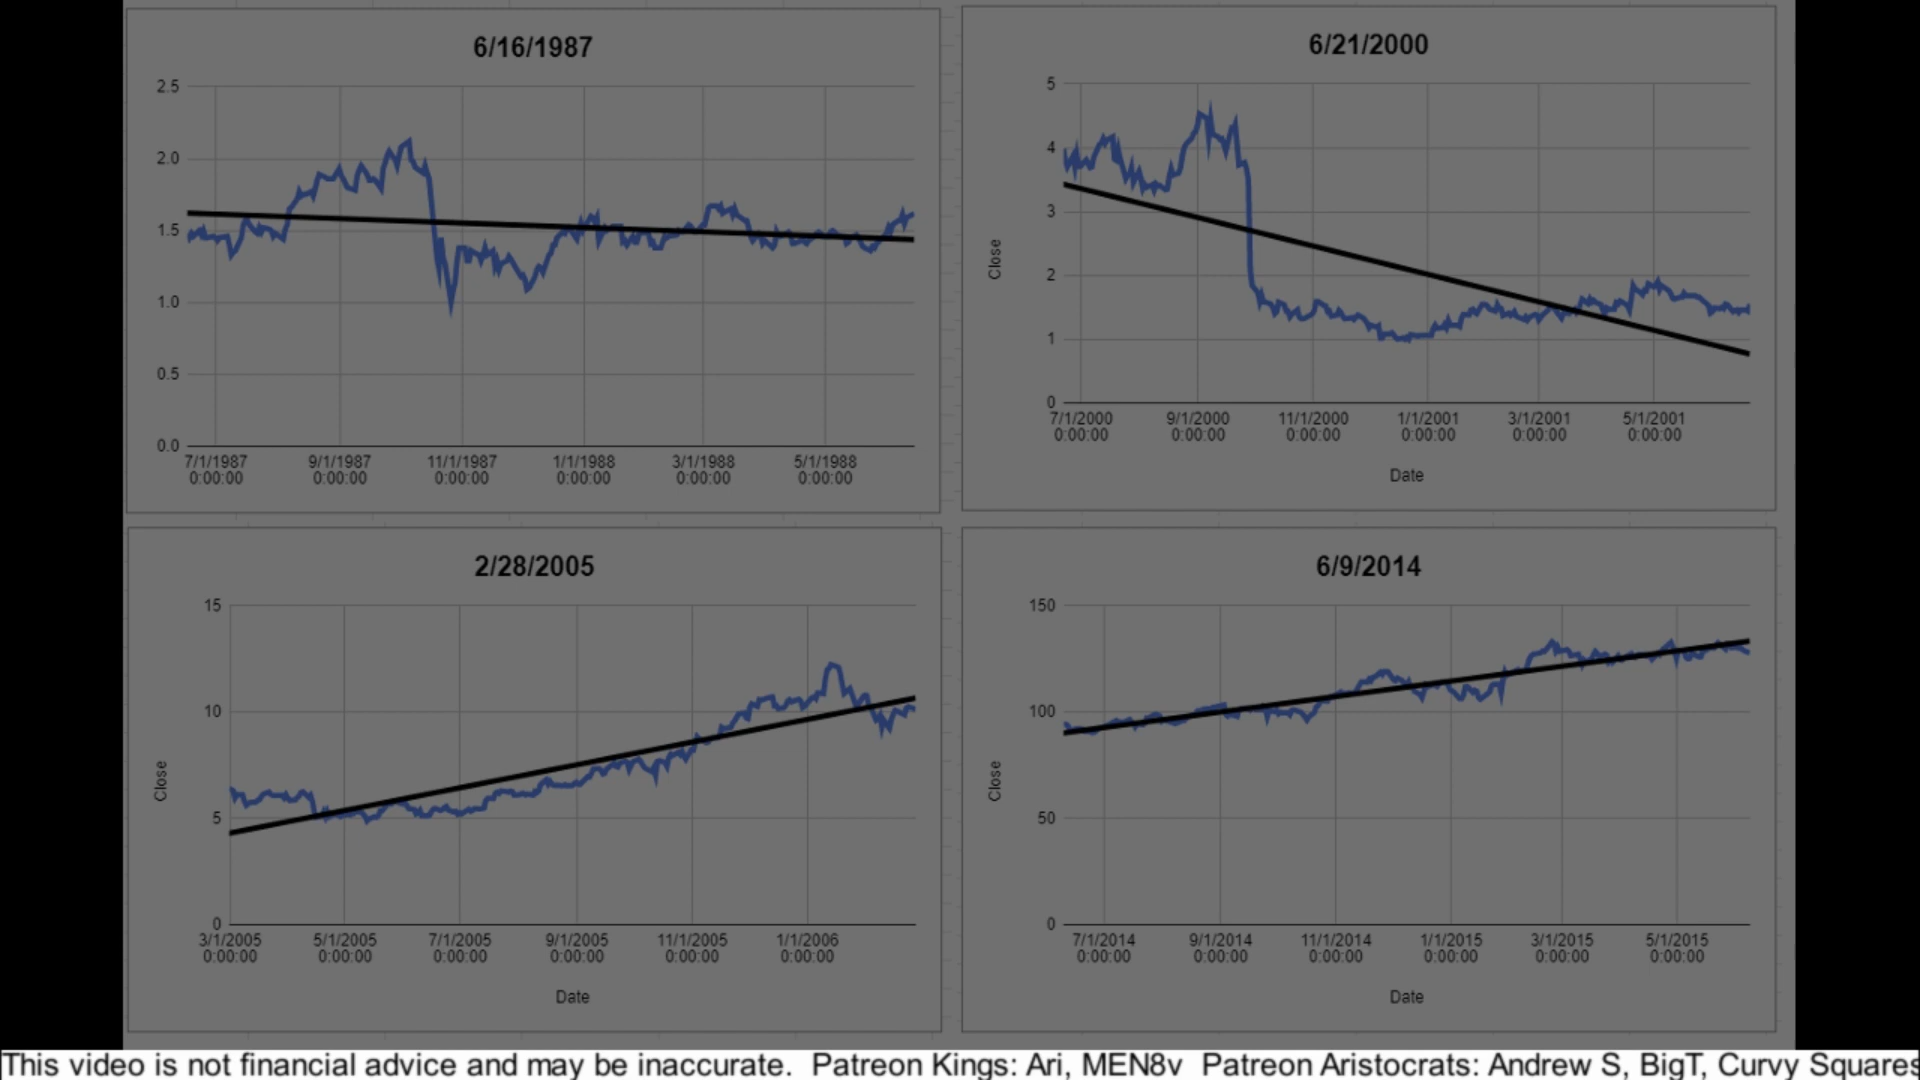 6/16/1987
2.5
2.0
1.5
1.0
0.5
0.0
7/1/1987 9/1/1987 11/1/1987 1/1/1988 3/1/1988 5/1/1988
0:00:00 0:00:00 0:00:00 0:00:00 0:00:00 0:00:00
6/21/2000
5
4
3
2
1
0
Close
7/1/2000 9/1/2000 11/1/2000 1/1/2001 3/1/2001 5/1/2001
0:00:00 0:00:00 0:00:00 0:00:00 0:00:00 0:00:00
Date
2/28/2005
15
10
5
0
Close
3/1/2005 5/1/2005 7/1/2005 9/1/2005 11/1/2005 1/1/2006
0:00:00 0:00:00 0:00:00 0:00:00 0:00:00 0:00:00
Date
6/9/2014
150
100
50
0
Close
7/1/2014 9/1/2014 11/1/2014 1/1/2015 3/1/2015 5/1/2015
0:00:00 0:00:00 0:00:00 0:00:00 0:00:00 0:00:00
Date
This video is not financial advice and may be inaccurate. Patreon Kings: Ari, MEN8v Patreon Aristocrats: Andrew S, BigT, Curvy Squares